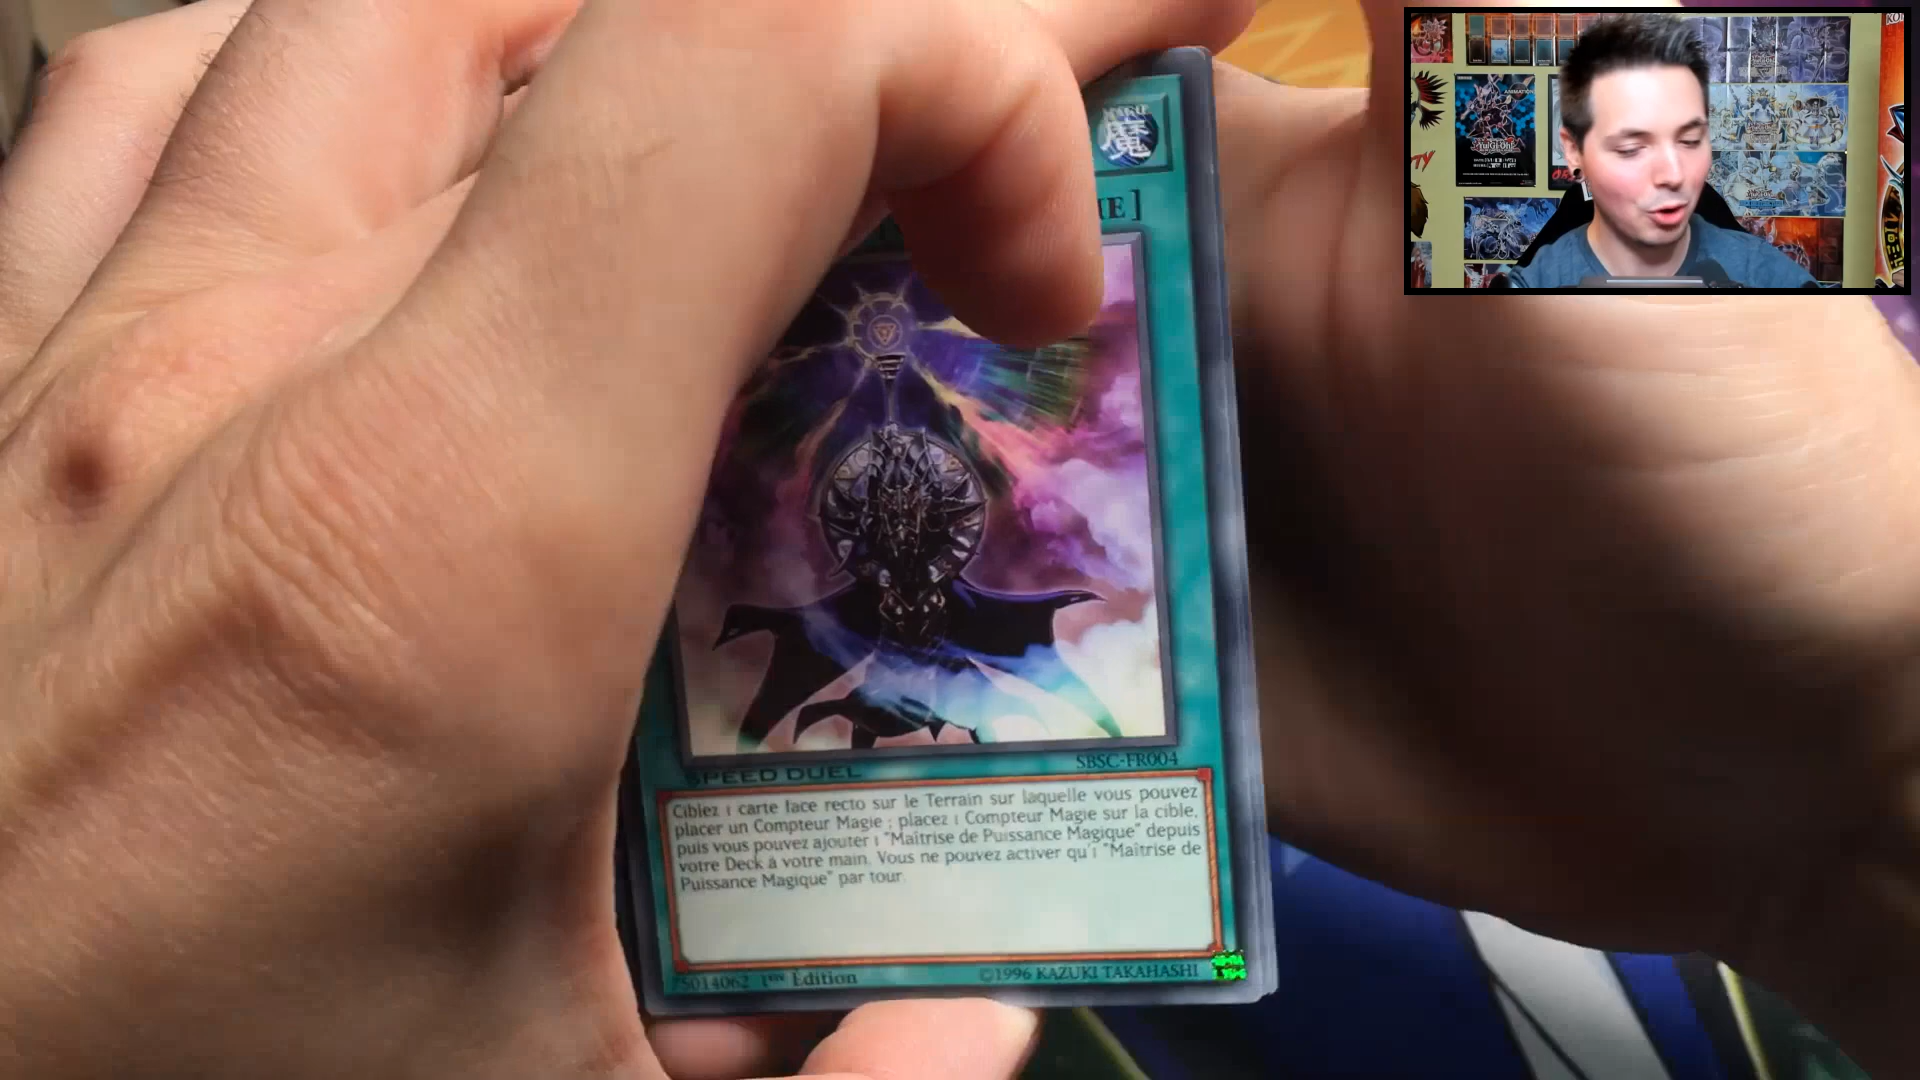 魔
IE]
SPEED DUEL
SBSC-FR004
Ciblez 1 carte face recto sur le Terrain sur laquelle vous pouvez
placer un Compteur Magie ; placez 1 Compteur Magie sur la cible,
puis vous pouvez ajouter 1 "Maîtrise de Puissance Magique" depuis
votre Deck à votre main. Vous ne pouvez activer qu'1 "Maîtrise de
Puissance Magique" par tour.
75014062 1ère Édition
©1996 KAZUKI TAKAHASHI